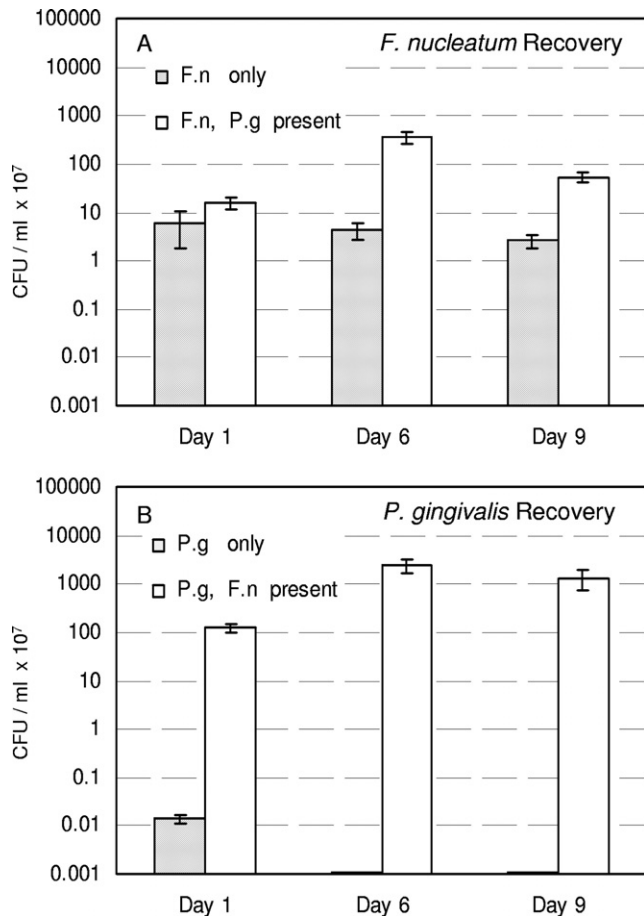 100000
A
F. nucleatum Recovery
10000
F.n only
1000
F.n, P.g present
100
10
1
0.1
0.01
0.001
CFU / ml x 10⁷
Day 1 Day 6 Day 9
100000
B
P. gingivalis Recovery
10000
P.g only
1000
P.g, F.n present
100
10
1
0.1
0.01
0.001
CFU / ml x 10⁷
Day 1 Day 6 Day 9